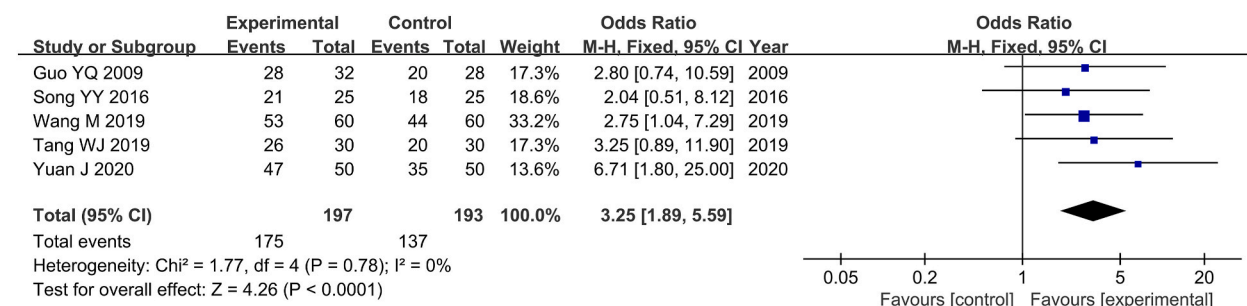 Experimental Control Odds Ratio Odds Ratio
Study or Subgroup Events Total Events Total Weight M-H, Fixed, 95% CI Year M-H, Fixed, 95% CI
Guo YQ 2009 28 32 20 28 17.3% 2.80 [0.74, 10.59] 2009
Song YY 2016 21 25 18 25 18.6% 2.04 [0.51, 8.12] 2016
Wang M 2019 53 60 44 60 33.2% 2.75 [1.04, 7.29] 2019
Tang WJ 2019 26 30 20 30 17.3% 3.25 [0.89, 11.90] 2019
Yuan J 2020 47 50 35 50 13.6% 6.71 [1.80, 25.00] 2020
Total (95% CI) 197 193 100.0% 3.25 [1.89, 5.59]
Total events 175 137
Heterogeneity: Chi² = 1.77, df = 4 (P = 0.78); I² = 0%
Test for overall effect: Z = 4.26 (P < 0.0001)
0.05 0.2 1 5 20
Favours [control] Favours [experimental]